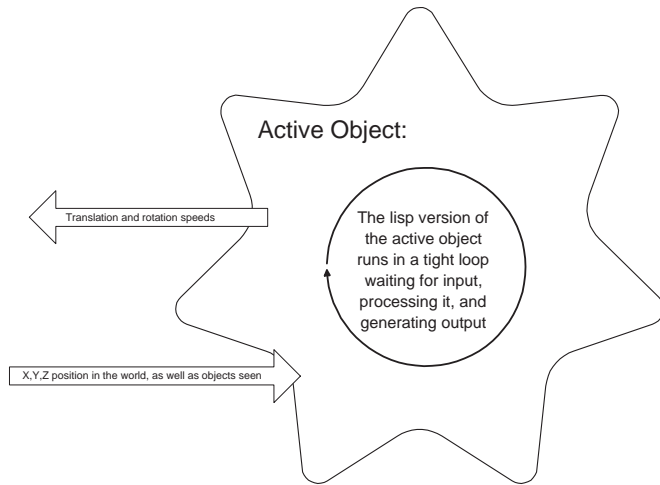 Active Object:
Translation and rotation speeds
The lisp version of
the active object
runs in a tight loop
waiting for input,
processing it, and
generating output
X,Y,Z position in the world, as well as objects seen